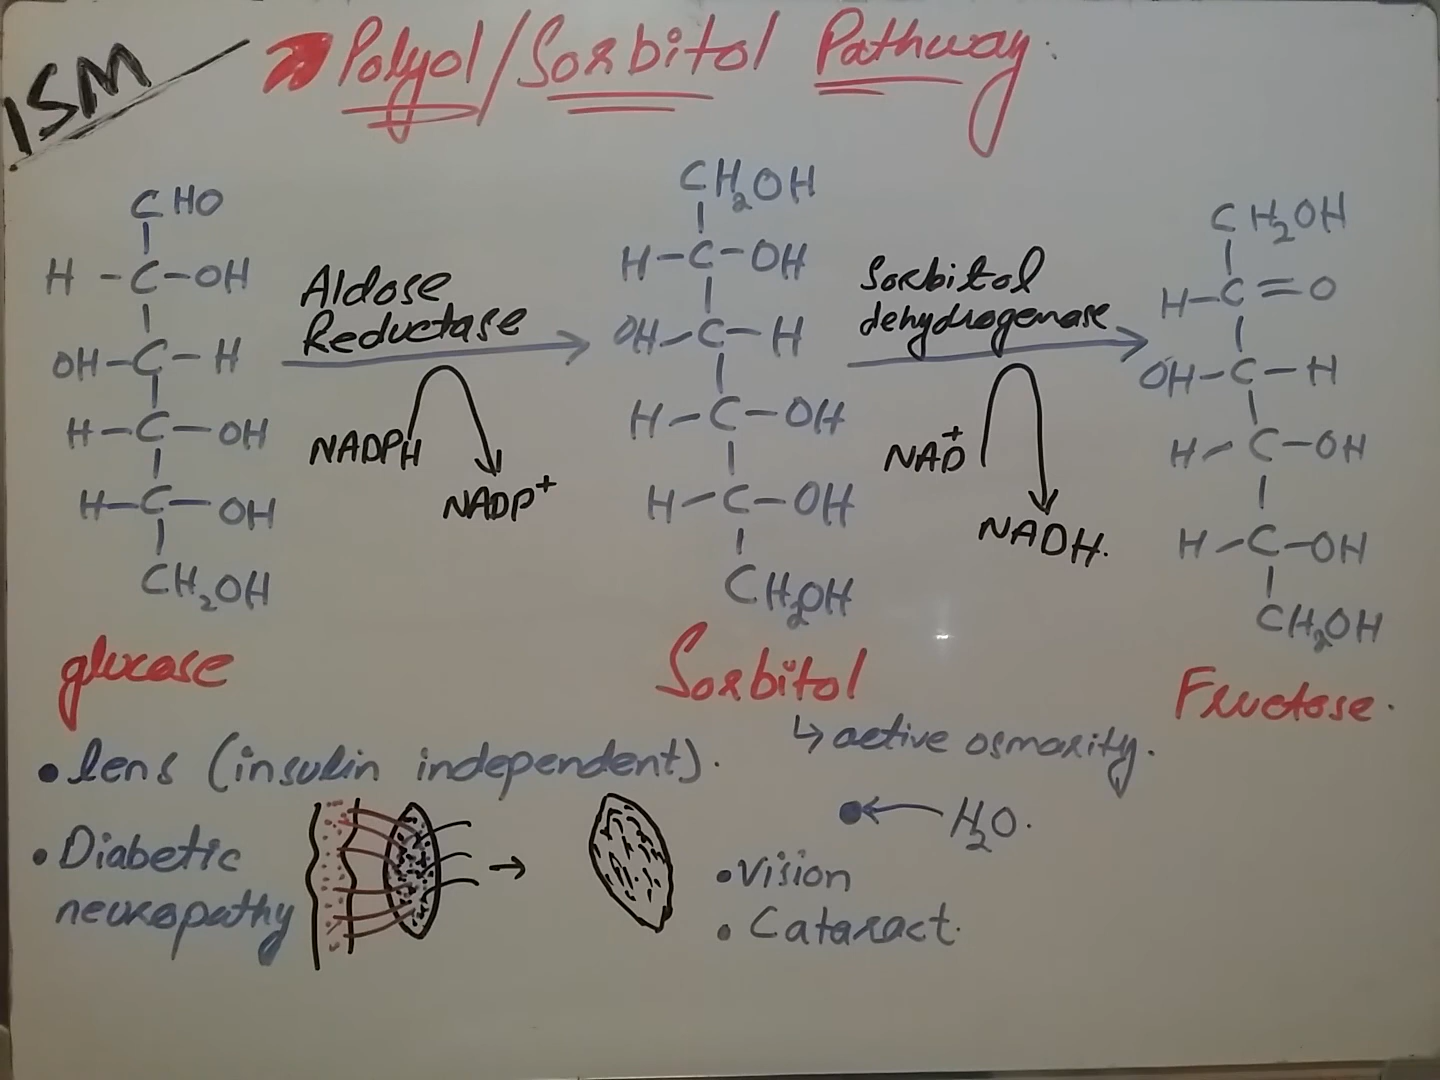 ISM
Polyol/Sorbitol Pathway.
CHO
H-C-OH
OH-C-H
H-C-OH
H-C-OH
CH₂OH
glucose
Aldose
Reductase
NADPH
NADP⁺
CH₂OH
H-C-OH
OH-C-H
H-C-OH
H-C-OH
CH₂OH
Sorbitol
↳ active osmarity.
Sorbitol
dehydrogenase
NAD⁺
NADH.
CH₂OH
H-C=O
OH-C-H
H-C-OH
H-C-OH
CH₂OH
Fructose.
• lens (insulin independent).
• Diabetic
neuropathy
H₂O.
• Vision
• Cataract.